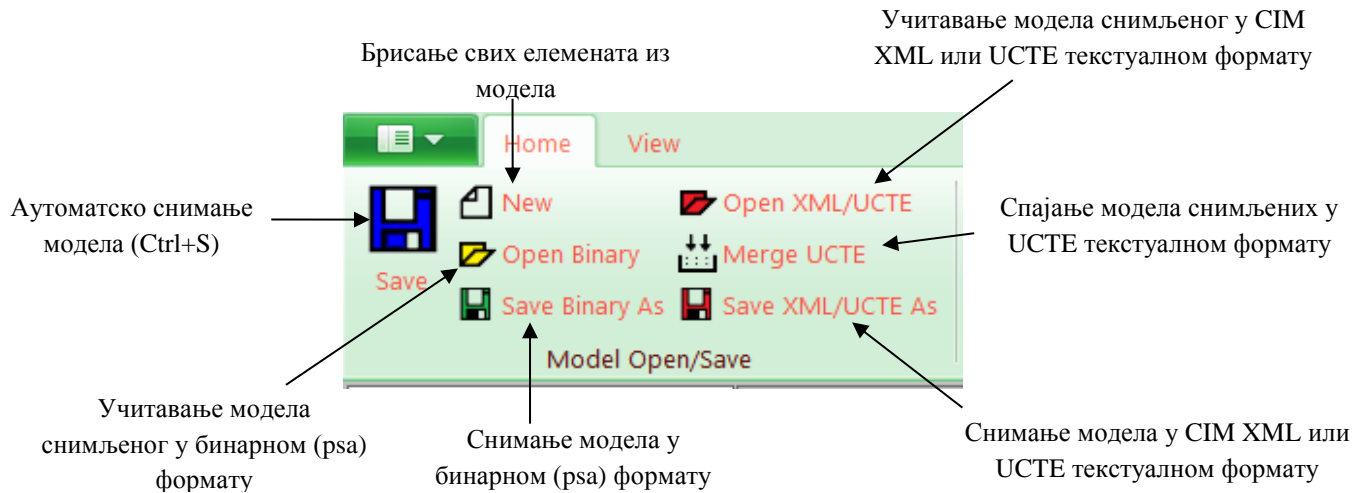 Учитавање модела снимљеног у CIM
XML или UCTE текстуалном формату
Брисање свих елемената из
модела
Home View
Аутоматско снимање
модела (Ctrl+S)
Save
New
Open Binary
Save Binary As
Open XML/UCTE
Merge UCTE
Save XML/UCTE As
Model Open/Save
Спајање модела снимљених у
UCTE текстуалном формату
Учитавање модела
снимљеног у бинарном (psa)
формату
Снимање модела у
бинарном (psa) формату
Снимање модела у CIM XML или
UCTE текстуалном формату